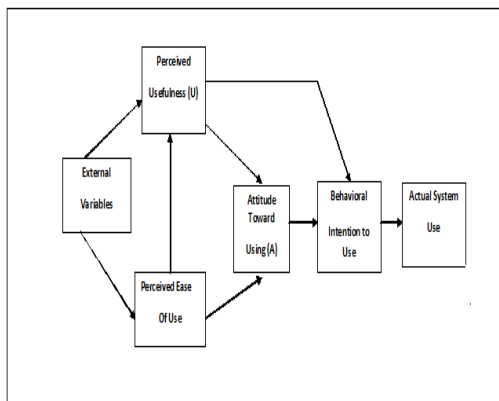 Perceived
Usefulness (U)
External
Variables
Attitude
Toward
Using (A)
Behavioral
Intention to
Use
Actual System
Use
Perceived Ease
Of Use